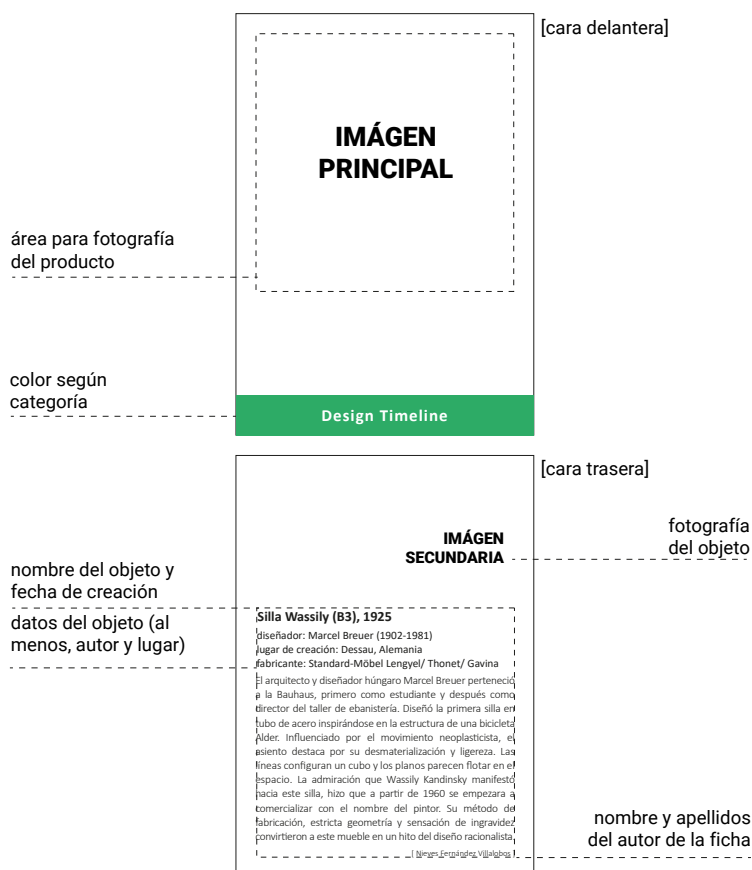 [cara delantera]
IMÁGEN
PRINCIPAL
área para fotografía
del producto
color según
categoría
Design Timeline
[cara trasera]
IMÁGEN
SECUNDARIA
fotografía
del objeto
nombre del objeto y
fecha de creación
datos del objeto (al
menos, autor y lugar)
Silla Wassily (B3), 1925
diseñador: Marcel Breuer (1902-1981)
lugar de creación: Dessau, Alemania
fabricante: Standard-Möbel Lengyel/ Thonet/ Gavina
El arquitecto y diseñador húngaro Marcel Breuer perteneció
a la Bauhaus, primero como estudiante y después como
director del taller de ebanistería. Diseñó la primera silla en
tubo de acero inspirándose en la estructura de una bicicleta
Alder. Influenciado por el movimiento neoplasticista, el
asiento destaca por su desmaterialización y ligereza. Las
líneas configuran un cubo y los planos parecen flotar en el
espacio. La admiración que Wassily Kandinsky manifestó
hacia este silla, hizo que a partir de 1960 se empezara a
comercializar con el nombre del pintor. Su método de
fabricación, estricta geometría y sensación de ingravidez
convirtieron a este mueble en un hito del diseño racionalista.
| Nieves Fernández Villalobos |
nombre y apellidos
del autor de la ficha